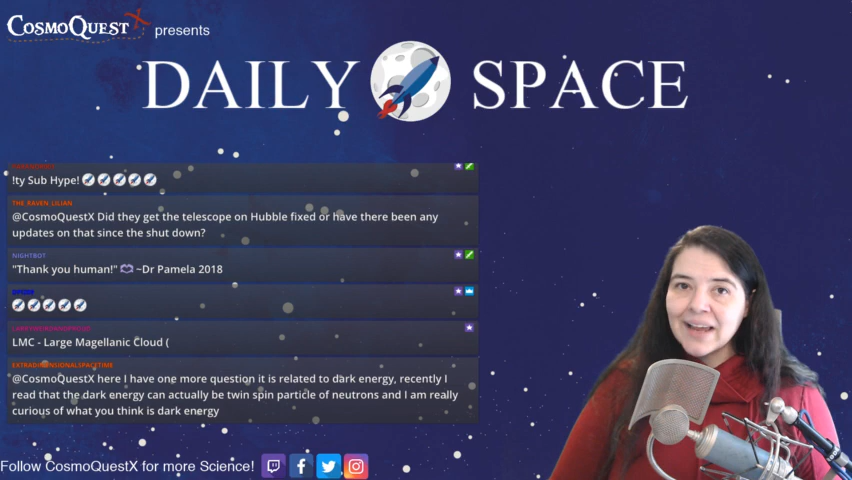 COSMOQUESTX presents
DAILY SPACE
!ty Sub Hype!
THE_RAVEN_LILIAN
@CosmoQuestX Did they get the telescope on Hubble fixed or have there been any
updates on that since the shut down?
NIGHTBOT
"Thank you human!" ~Dr Pamela 2018
LMC - Large Magellanic Cloud (
EXTRADIMENSIONALSPACETIME
@CosmoQuestX here I have one more question it is related to dark energy, recently I
read that the dark energy can actually be twin spin particle of neutrons and I am really
curious of what you think is dark energy
Follow CosmoQuestX for more Science!